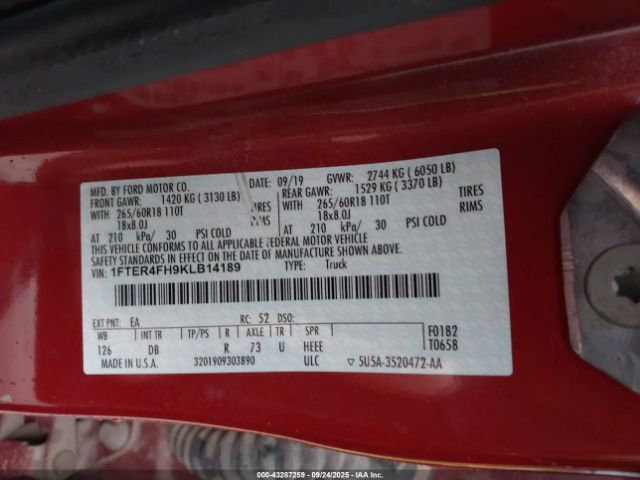 MFD. BY FORD MOTOR CO.
DATE: 09/19 GVWR: 2744 KG ( 6050 LB)
FRONT GAWR: 1420 KG ( 3130 LB)
REAR GAWR: 1529 KG ( 3370 LB)
WITH 265/60R18 110T TIRES
265/60R18 110T TIRES
18x8.0J RIMS
WITH 18x8.0J RIMS
AT 210 kPa/ 30 PSI COLD
AT 210 kPa/ 30 PSI COLD
THIS VEHICLE CONFORMS TO ALL APPLICABLE FEDERAL MOTOR VEHICLE
SAFETY STANDARDS IN EFFECT ON THE DATE OF MANUFACTURE SHOWN ABOVE.
VIN: 1FTER4FH9KLB14189 TYPE: Truck
EXT PNT: EA RC: 52 DSO:
WB INT TR TP/PS R AXLE TR SPR F0182
126 DB R 73 U HEEE T0658
MADE IN U.S.A. 3201909303890 ULC ▽ 5U5A-3520472-AA
000-43287259 - 09/24/2025 - IAA, Inc.